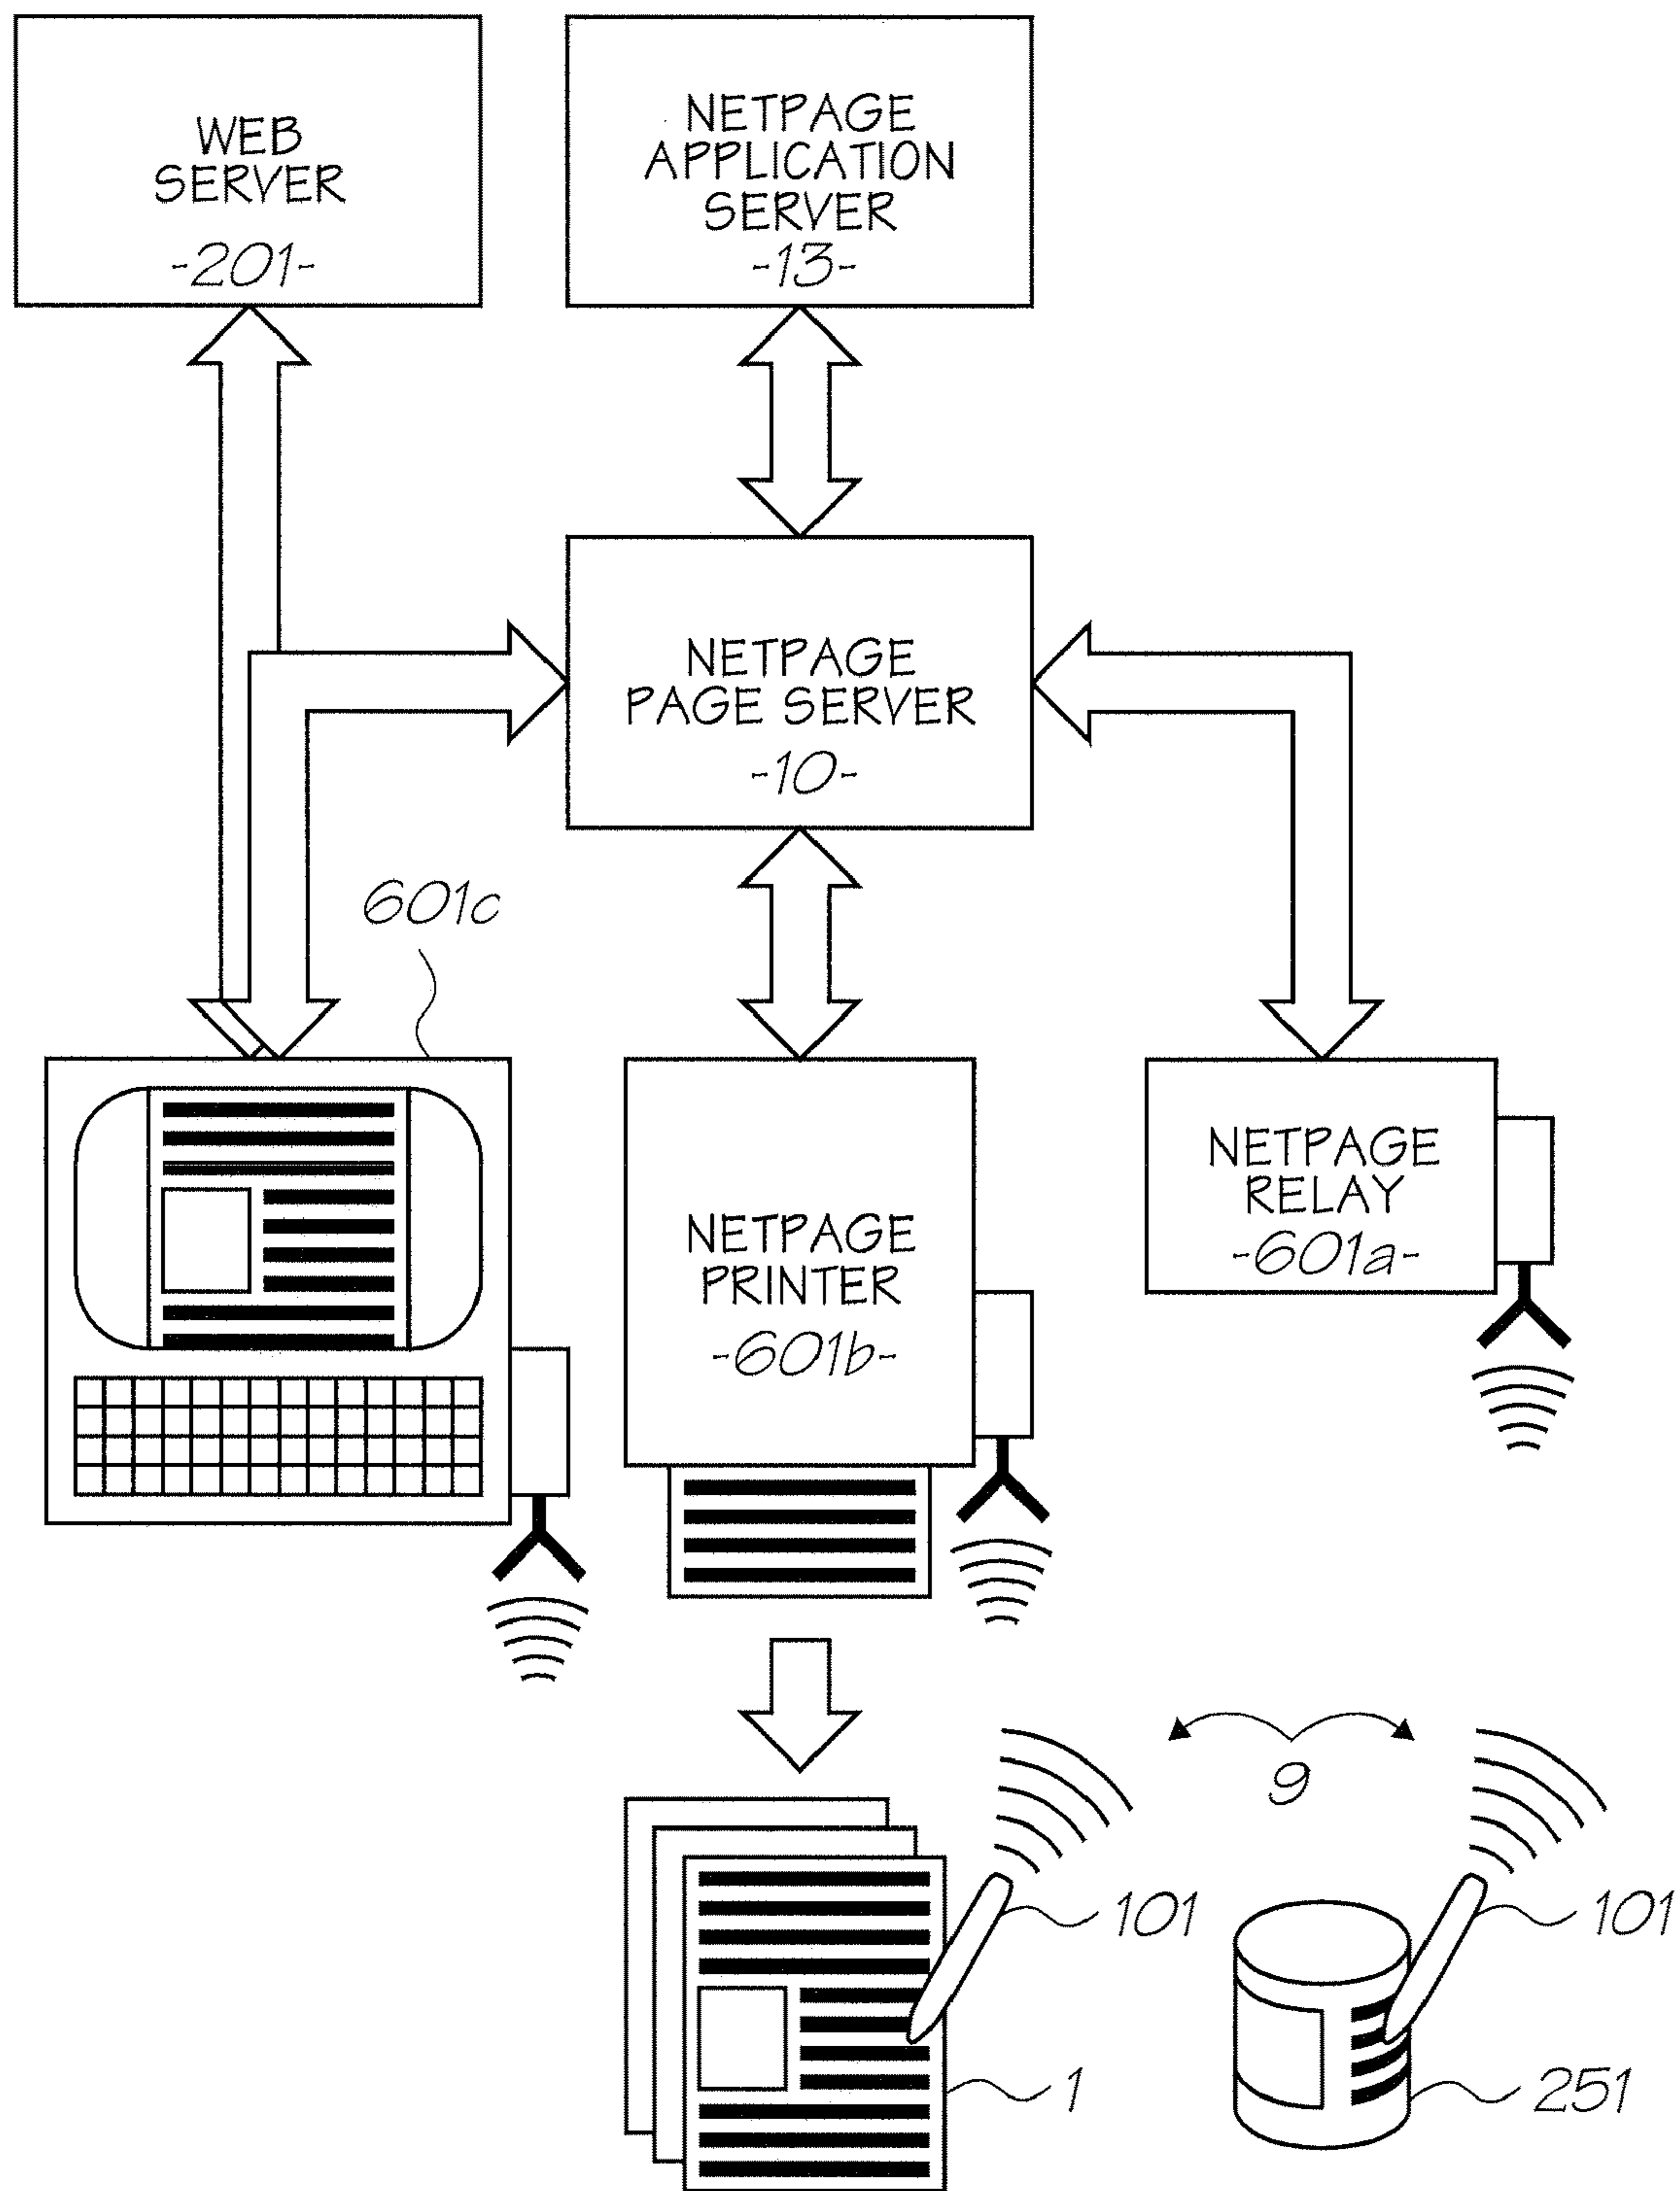 WEB
SERVER
-201-
NETPAGE
APPLICATION
SERVER
-13-
NETPAGE
PAGE SERVER
-10-
601c
NETPAGE
PRINTER
-601b-
NETPAGE
RELAY
-601a-
9
101
101
1
251